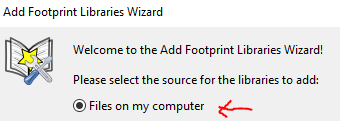 Add Footprint Libraries Wizard
Welcome to the Add Footprint Libraries Wizard!
Please select the source for the libraries to add:
Files on my computer